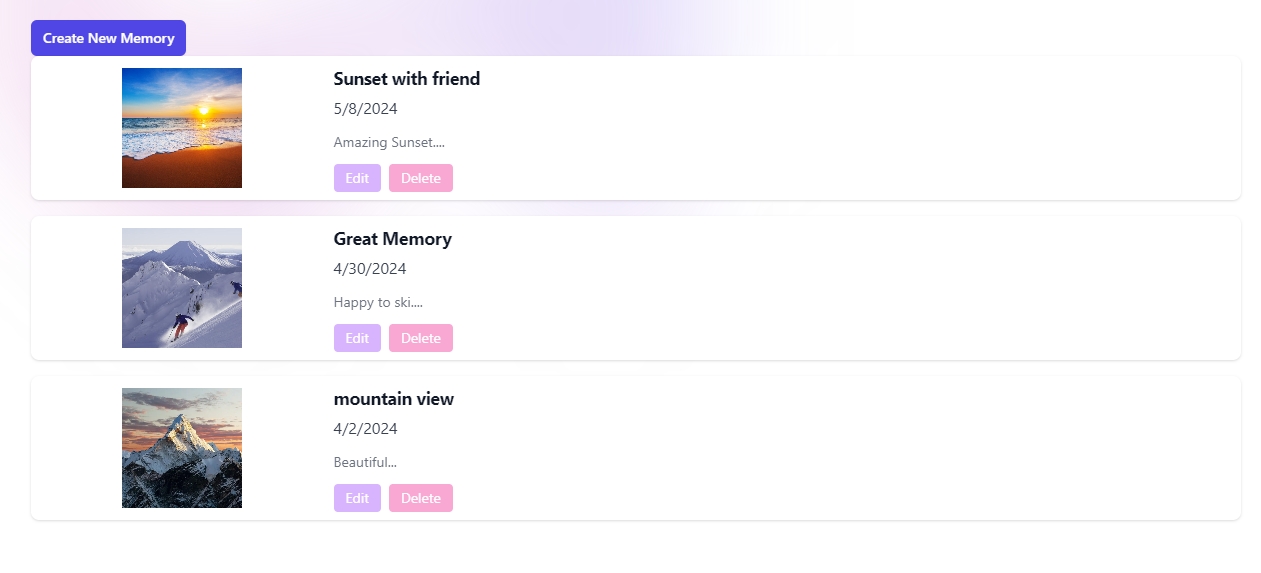 Create New Memory
Sunset with friend
5/8/2024
Amazing Sunset....
Edit Delete
Great Memory
4/30/2024
Happy to ski....
Edit Delete
mountain view
4/2/2024
Beautiful...
Edit Delete